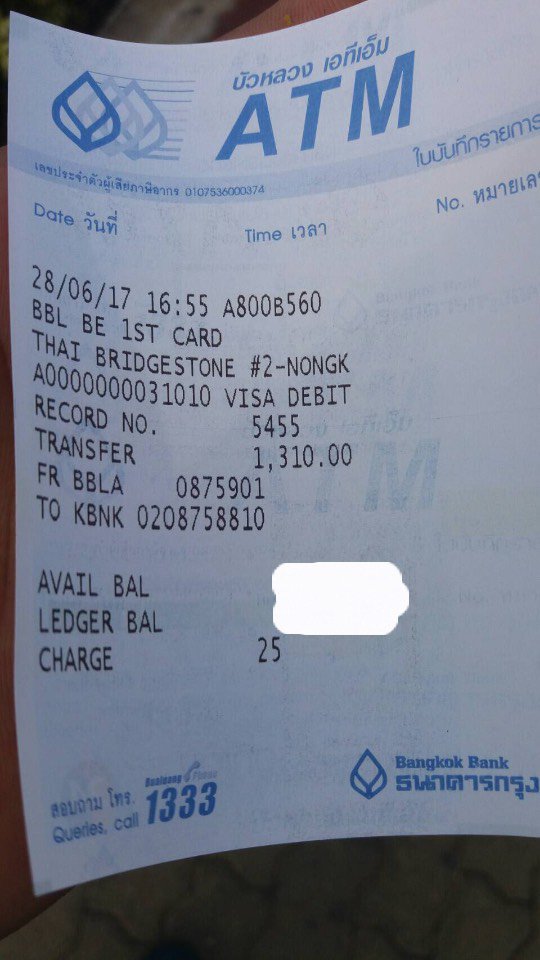 บัวหลวง เอทีเอ็ม
ATM
ใบบันทึกรายการ
เลขประจำตัวผู้เสียภาษีอากร 0107536000374
Date วันที่ Time เวลา No.
28/06/17 16:55 A800B560
BBL BE 1ST CARD
THAI BRIDGESTONE #2-NONGK
A0000000031010 VISA DEBIT
RECORD NO. 5455
TRANSFER 1,310.00
FR BBLA 0875901
TO KBNK 0208758810
AVAIL BAL
LEDGER BAL
CHARGE 25
สอบถาม โทร.
Queries, call
Bualuang Phone
1333
Bangkok Bank
ธนาคารกรุง